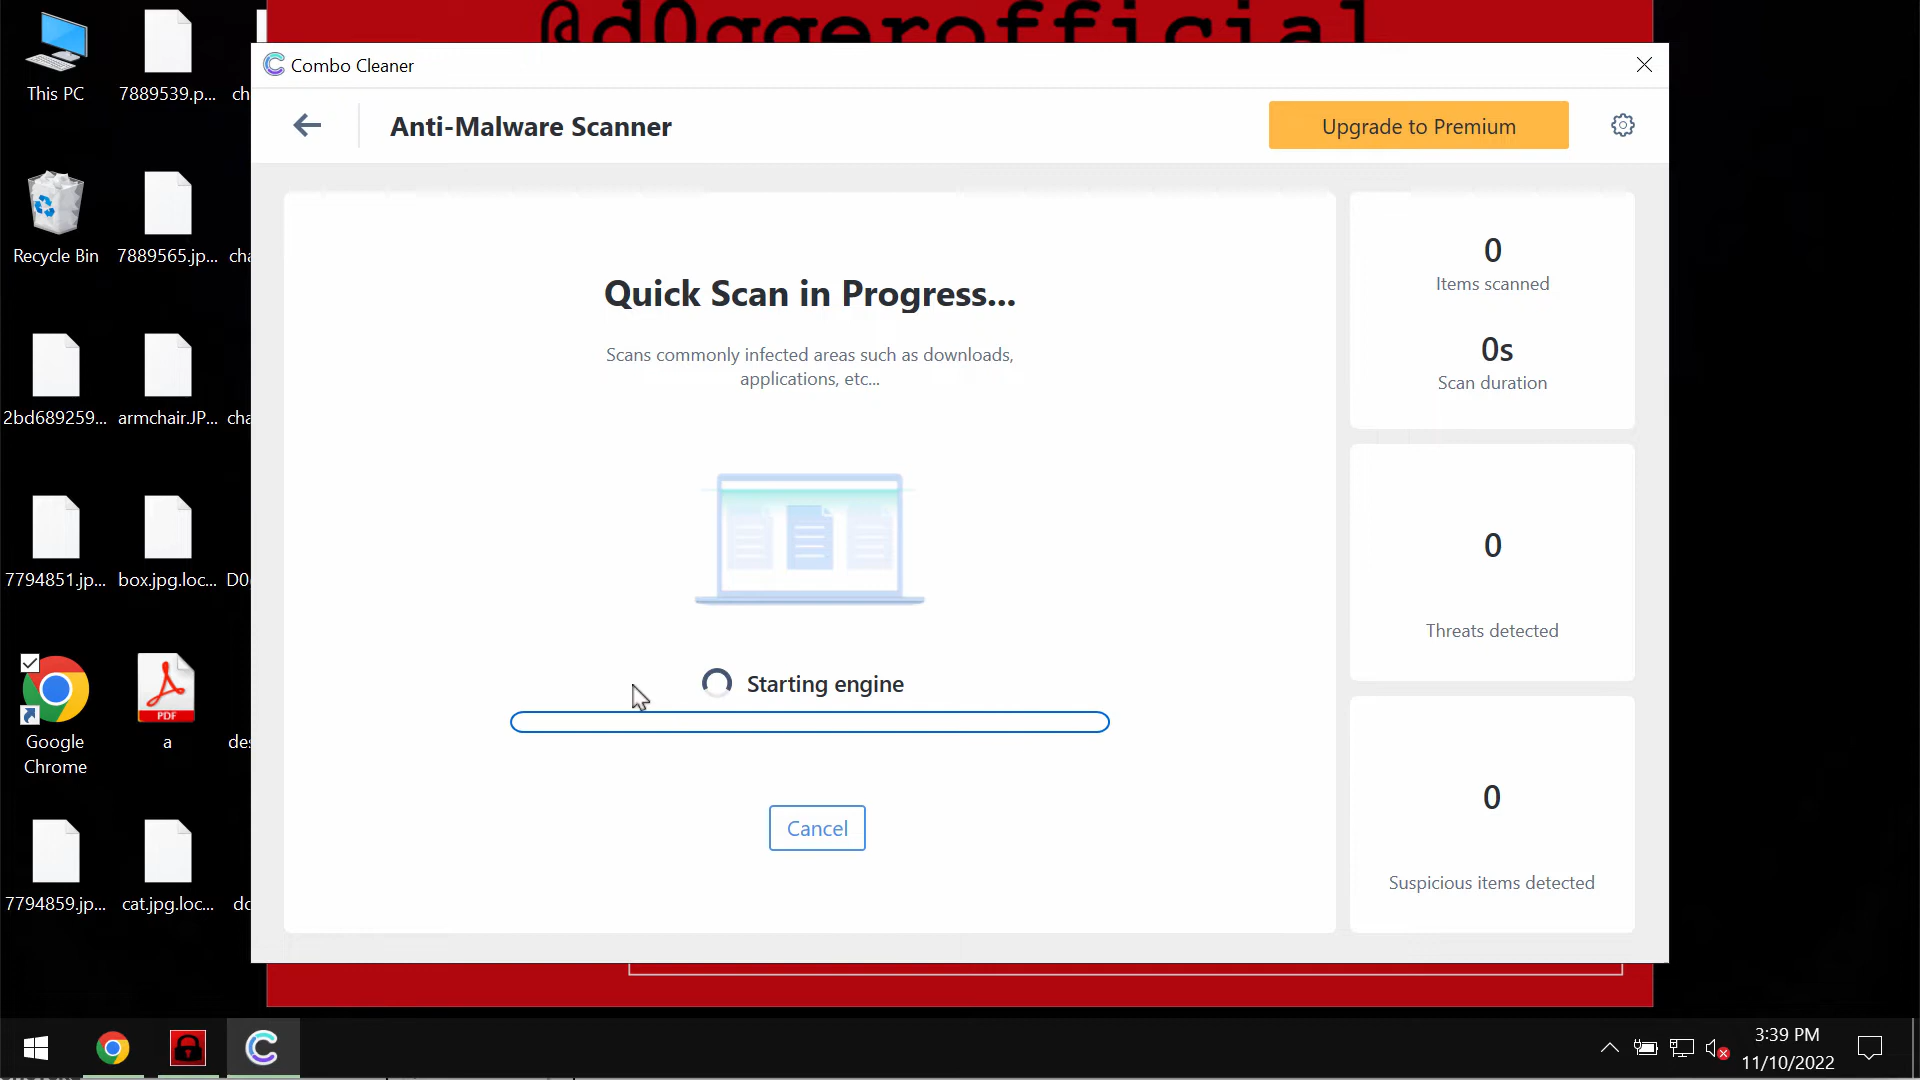 @d0ggerofficial
This PC
7889539.p...
Combo Cleaner
Anti-Malware Scanner
Upgrade to Premium
Recycle Bin
7889565.jp...
Quick Scan in Progress...
Scans commonly infected areas such as downloads,
applications, etc...
0
Items scanned
0s
Scan duration
2bd689259...
armchair.JP...
7794851.jp...
box.jpg.loc...
0
Threats detected
Starting engine
PDF
Google
Chrome
a
Cancel
0
Suspicious items detected
7794859.jp...
cat.jpg.loc...
3:39 PM
11/10/2022